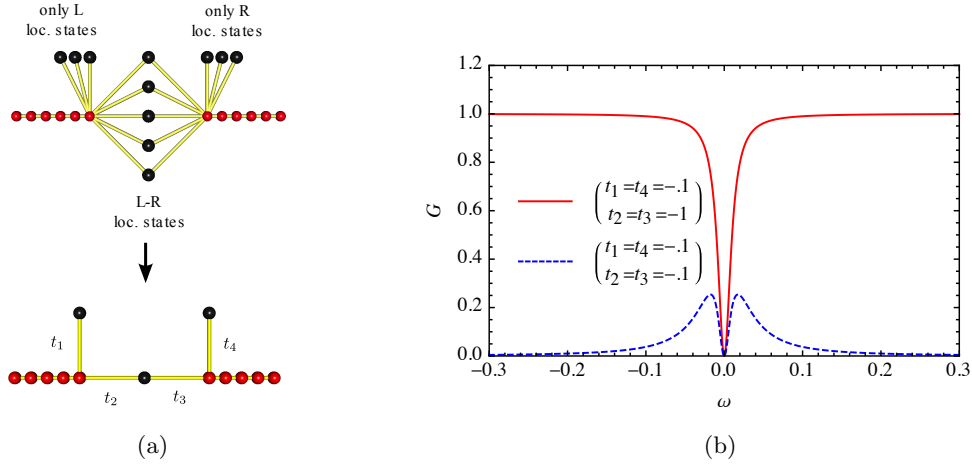 only L
loc. states
only R
loc. states
L-R
loc. states
t₁
t₄
t₂
t₃
(a)
G
1.2
1.0
0.8
0.6
0.4
0.2
0.0
−0.3
−0.2
−0.1
0.0
0.1
0.2
0.3
ω
(t₁=t₄=−.1
t₂=t₃=−1)
(t₁=t₄=−.1
t₂=t₃=−.1)
(b)